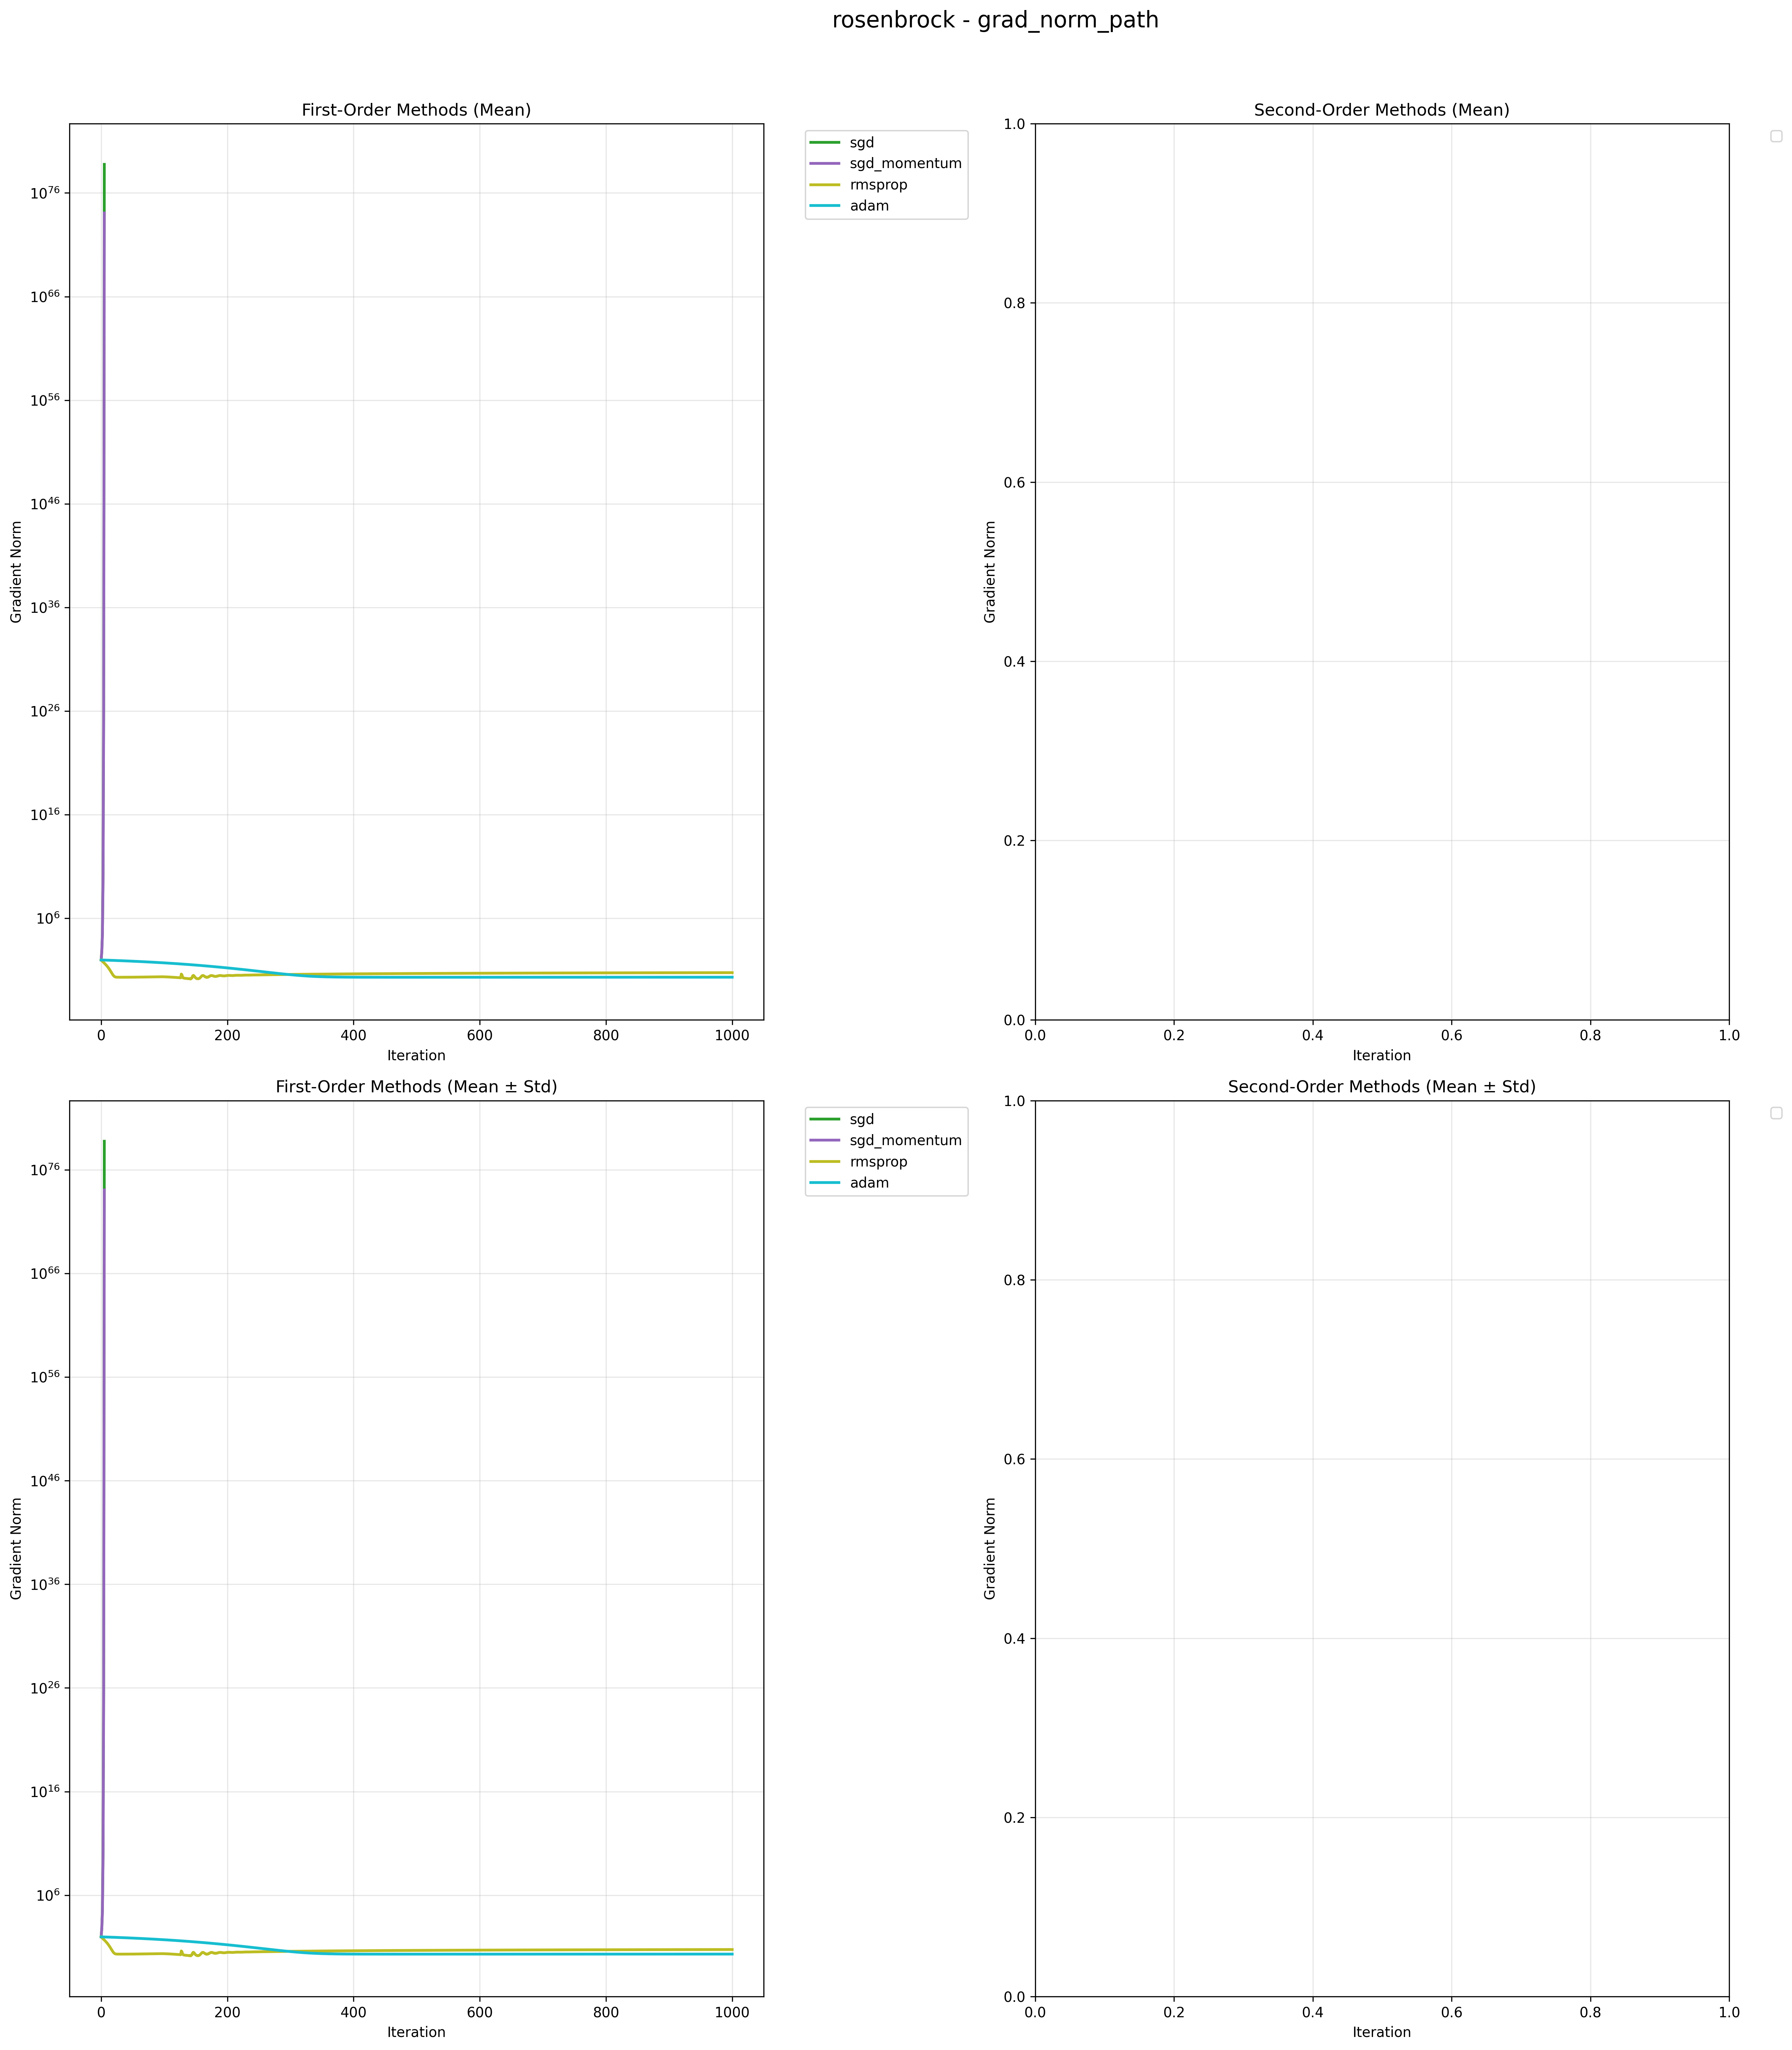 rosenbrock - grad_norm_path
First-Order Methods (Mean)
Gradient Norm
10^76
10^66
10^56
10^46
10^36
10^26
10^16
10^6
0 200 400 600 800 1000
Iteration
sgd
sgd_momentum
rmsprop
adam
Second-Order Methods (Mean)
Gradient Norm
1.0
0.8
0.6
0.4
0.2
0.0
0.0 0.2 0.4 0.6 0.8 1.0
Iteration
First-Order Methods (Mean ± Std)
Gradient Norm
10^76
10^66
10^56
10^46
10^36
10^26
10^16
10^6
0 200 400 600 800 1000
Iteration
sgd
sgd_momentum
rmsprop
adam
Second-Order Methods (Mean ± Std)
Gradient Norm
1.0
0.8
0.6
0.4
0.2
0.0
0.0 0.2 0.4 0.6 0.8 1.0
Iteration